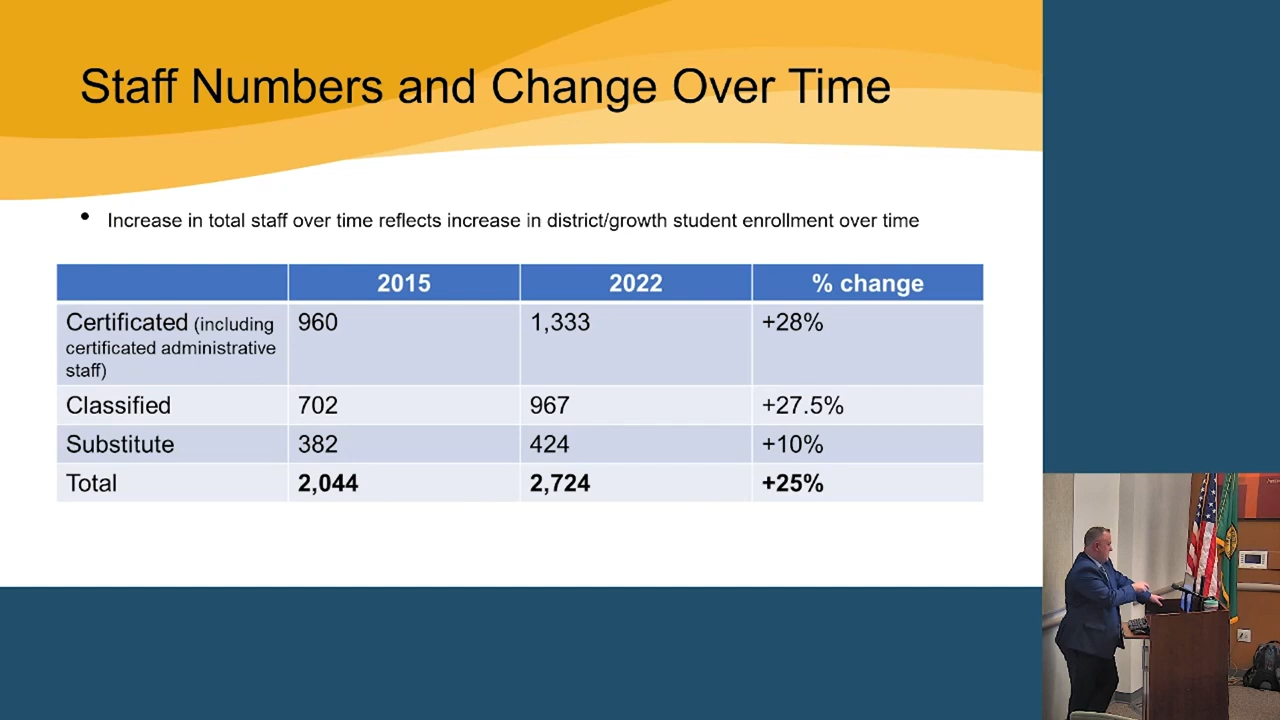 Staff Numbers and Change Over Time
• Increase in total staff over time reflects increase in district/growth student enrollment over time
2015 2022 % change
Certificated (including certificated administrative staff) 960 1,333 +28%
Classified 702 967 +27.5%
Substitute 382 424 +10%
Total 2,044 2,724 +25%